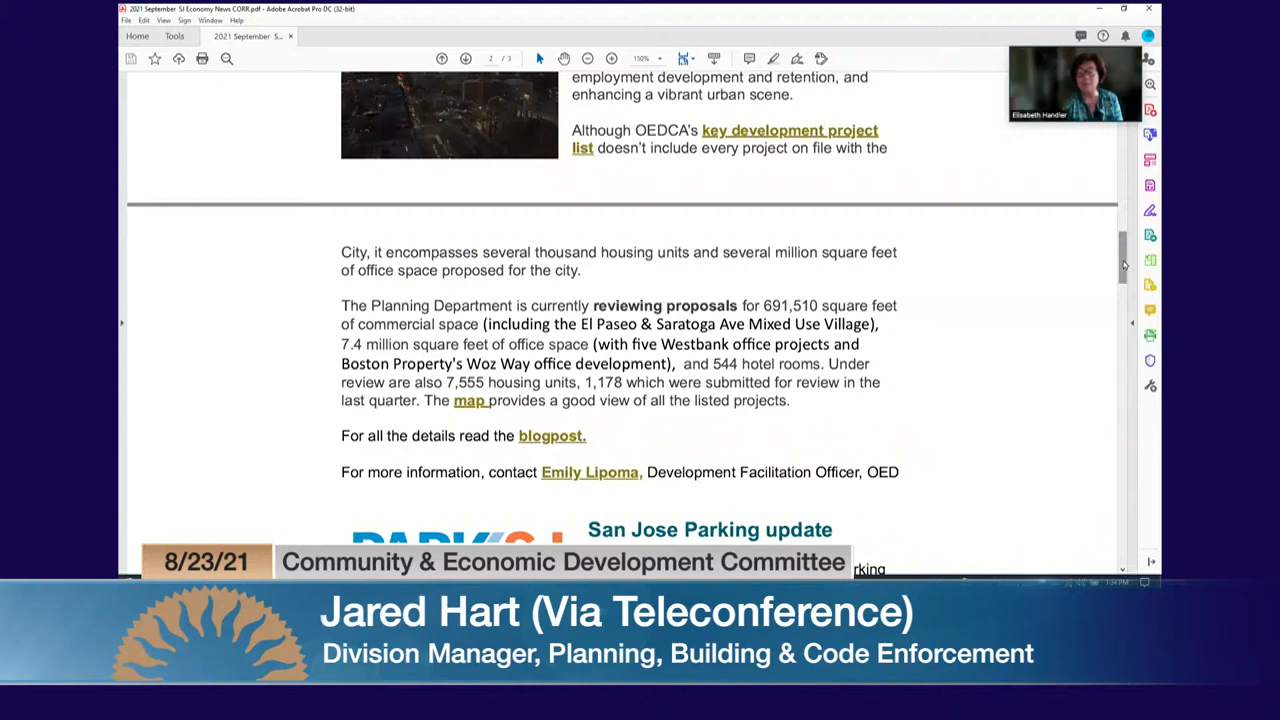 2021 September SJ Economy News CORR.pdf - Adobe Acrobat Pro DC (32-bit)
File Edit View Sign Window Help
Home Tools 2021 September S... ×
2 / 3 150%
employment development and retention, and
enhancing a vibrant urban scene.
Elisabeth Handler
Although OEDCA's key development project
list doesn't include every project on file with the
City, it encompasses several thousand housing units and several million square feet
of office space proposed for the city.
The Planning Department is currently reviewing proposals for 691,510 square feet
of commercial space (including the El Paseo & Saratoga Ave Mixed Use Village),
7.4 million square feet of office space (with five Westbank office projects and
Boston Property's Woz Way office development), and 544 hotel rooms. Under
review are also 7,555 housing units, 1,178 which were submitted for review in the
last quarter. The map provides a good view of all the listed projects.
For all the details read the blogpost.
For more information, contact Emily Lipoma, Development Facilitation Officer, OED
PARK SJ
San Jose Parking update
rking
8/23/21 Community & Economic Development Committee
1:34 PM
Jared Hart (Via Teleconference)
Division Manager, Planning, Building & Code Enforcement